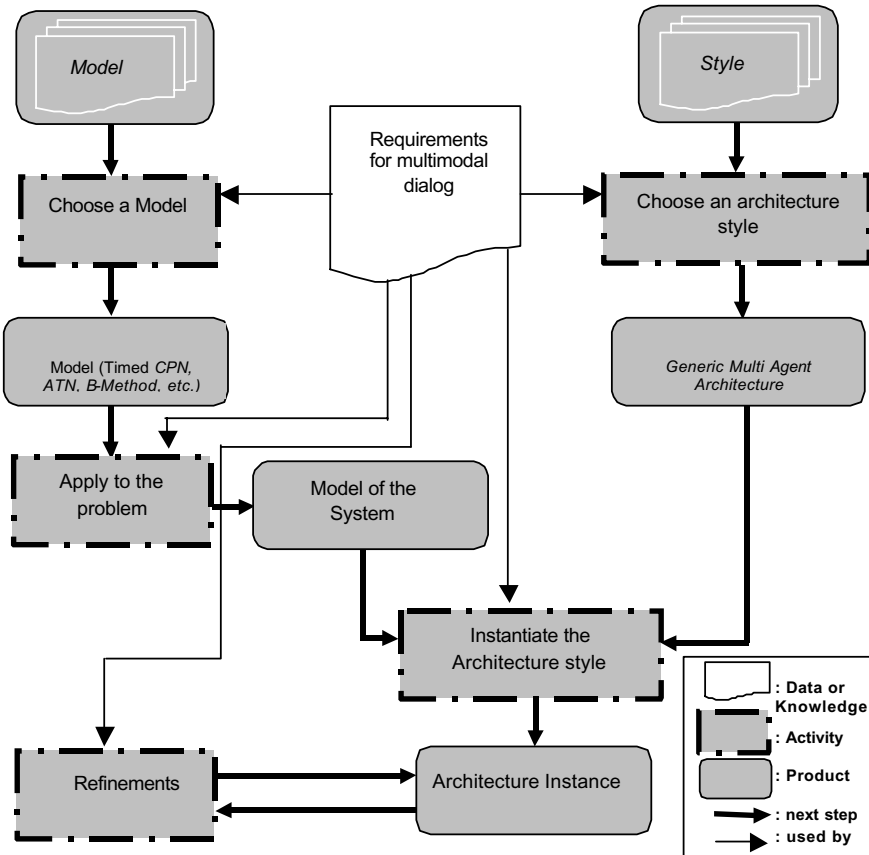 Model
Style
Requirements
for multimodal
dialog
Choose a Model
Choose an architecture
style
Model (Timed CPN,
ATN, B-Method, etc.)
Generic Multi Agent
Architecture
Apply to the
problem
Model of the
System
Instantiate the
Architecture style
Refinements
Architecture Instance
: Data or
Knowledge
: Activity
: Product
: next step
: used by